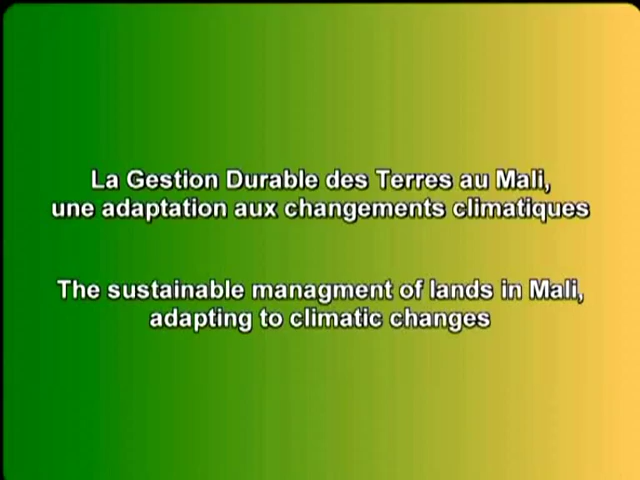 La Gestion Durable des Terres au Mali,
une adaptation aux changements climatiques
The sustainable managment of lands in Mali,
adapting to climatic changes